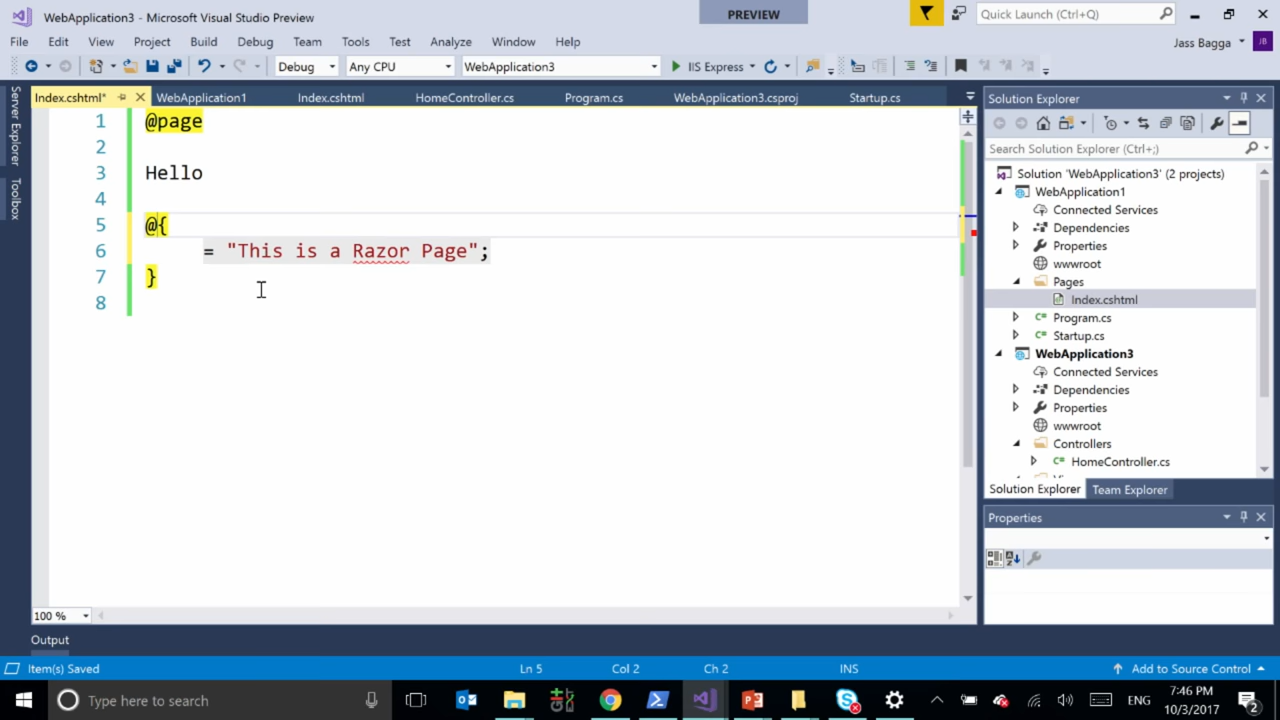 WebApplication3 - Microsoft Visual Studio Preview
PREVIEW
Quick Launch (Ctrl+Q)
File Edit View Project Build Debug Team Tools Test Analyze Window Help
Jass Bagga JB
Debug Any CPU WebApplication3 IIS Express
Index.cshtml* WebApplication1 Index.cshtml HomeController.cs Program.cs WebApplication3.csproj Startup.cs
Server Explorer
Toolbox
1 @page
2
3 Hello
4
5 @{
6 = "This is a Razor Page";
7 }
8
100 %
Solution Explorer
Search Solution Explorer (Ctrl+;)
Solution 'WebApplication3' (2 projects)
WebApplication1
Connected Services
Dependencies
Properties
wwwroot
Pages
Index.cshtml
Program.cs
Startup.cs
WebApplication3
Connected Services
Dependencies
Properties
wwwroot
Controllers
HomeController.cs
Solution Explorer Team Explorer
Properties
Output
Item(s) Saved Ln 5 Col 2 Ch 2 INS Add to Source Control
Type here to search
ENG
7:46 PM
10/3/2017
2